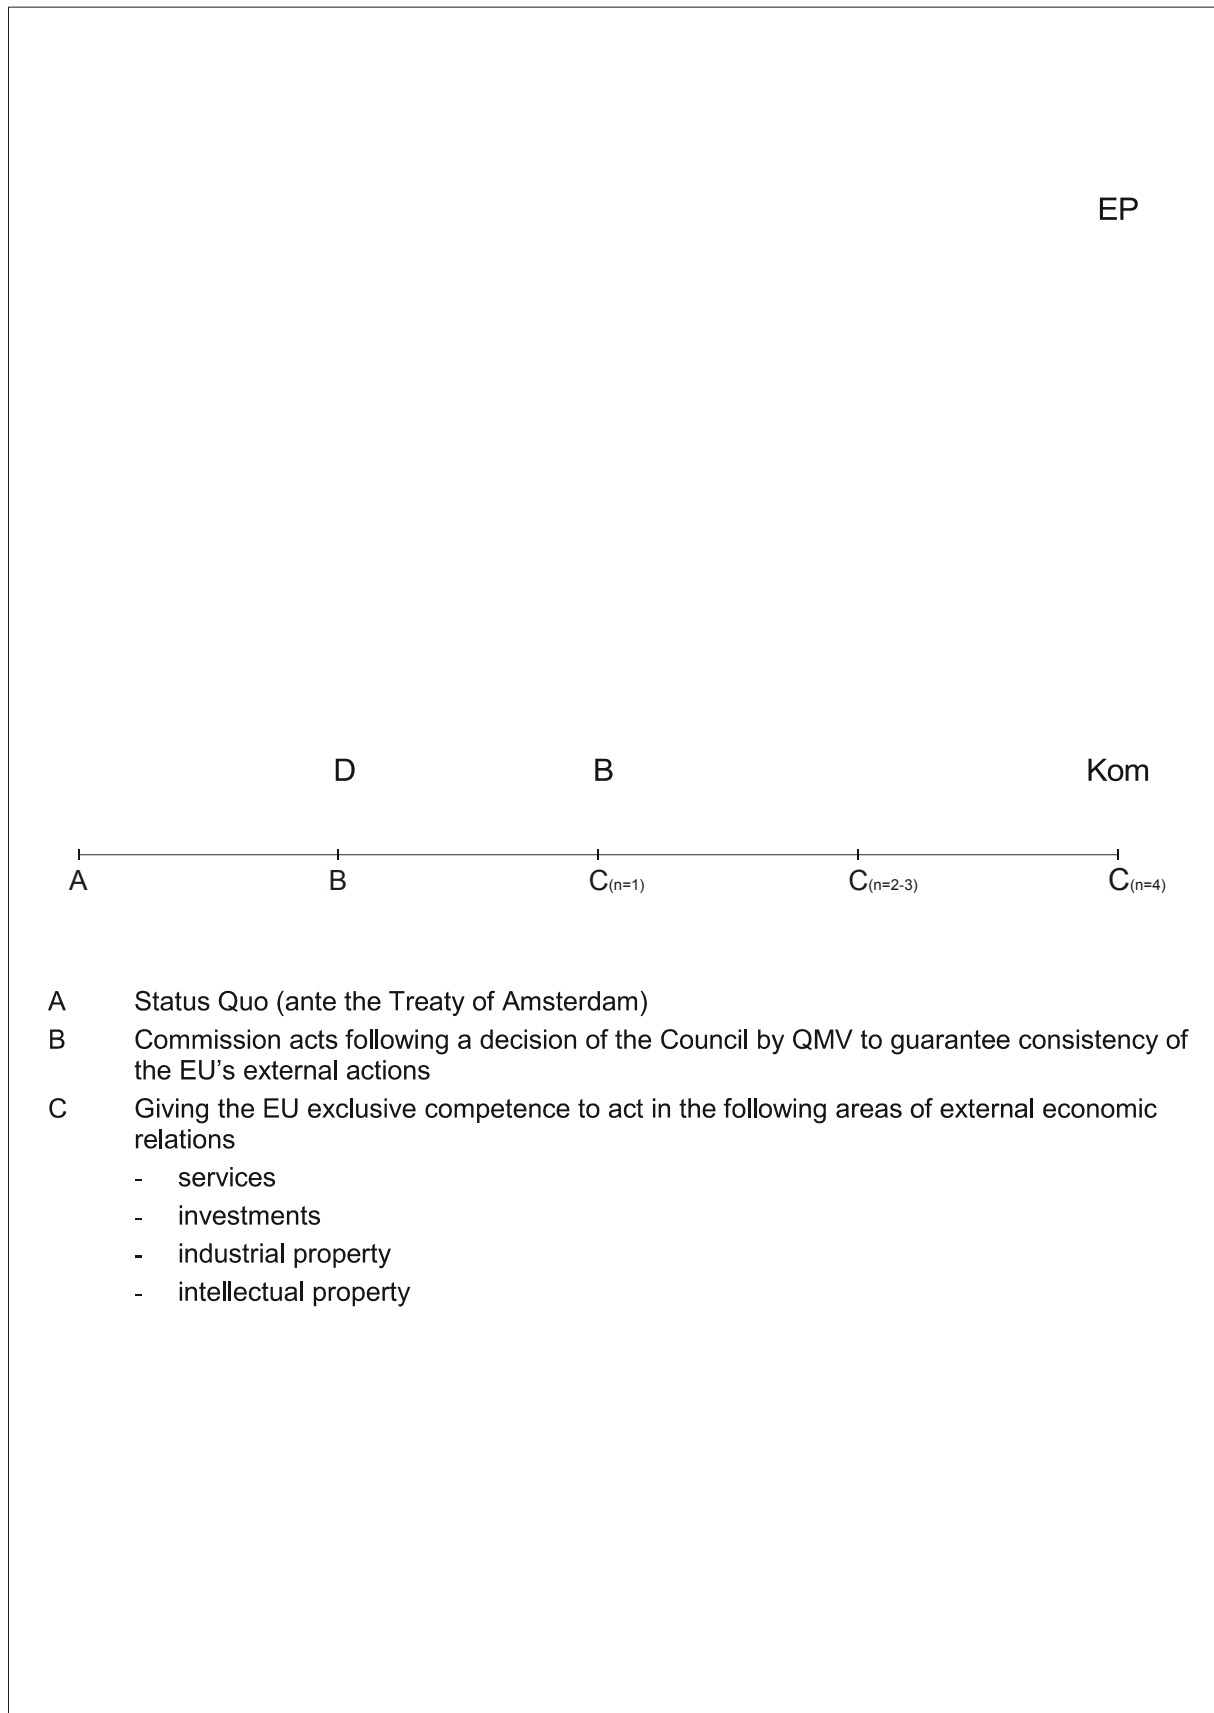 EP
D B Kom
A B C(n=1) C(n=2-3) C(n=4)
A Status Quo (ante the Treaty of Amsterdam)
B Commission acts following a decision of the Council by QMV to guarantee consistency of
the EU's external actions
C Giving the EU exclusive competence to act in the following areas of external economic
relations
- services
- investments
- industrial property
- intellectual property